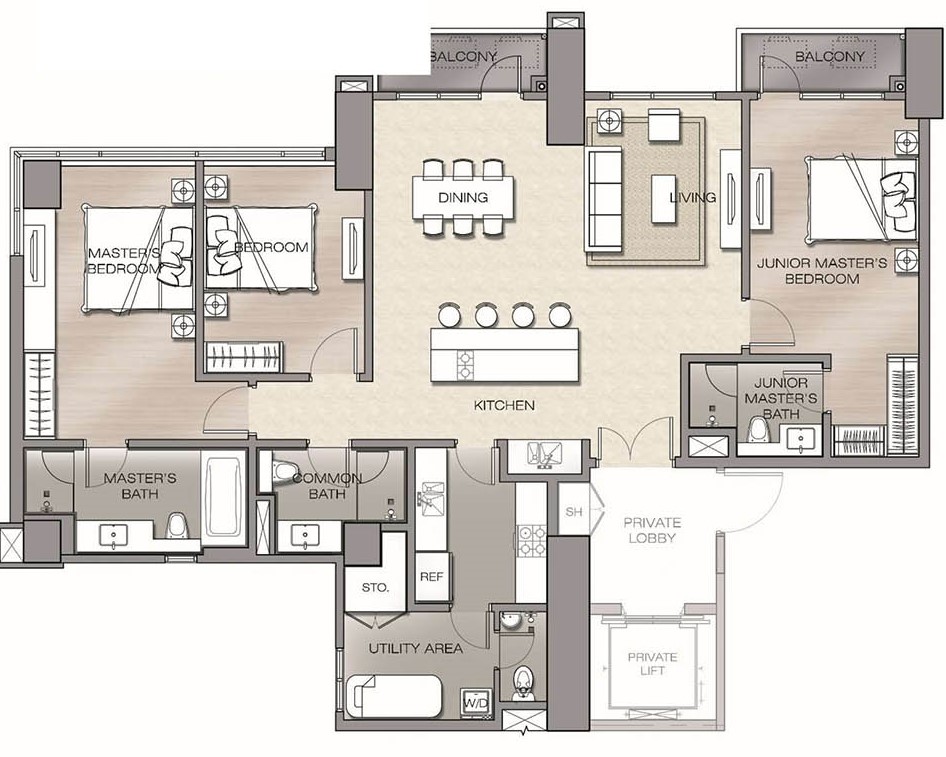 BALCONY
BALCONY
DINING
LIVING
MASTER'S
BEDROOM
BEDROOM
JUNIOR MASTER'S
BEDROOM
KITCHEN
JUNIOR
MASTER'S
BATH
MASTER'S
BATH
COMMON
BATH
SH
PRIVATE
LOBBY
REF
STO.
UTILITY AREA
W/D
PRIVATE
LIFT